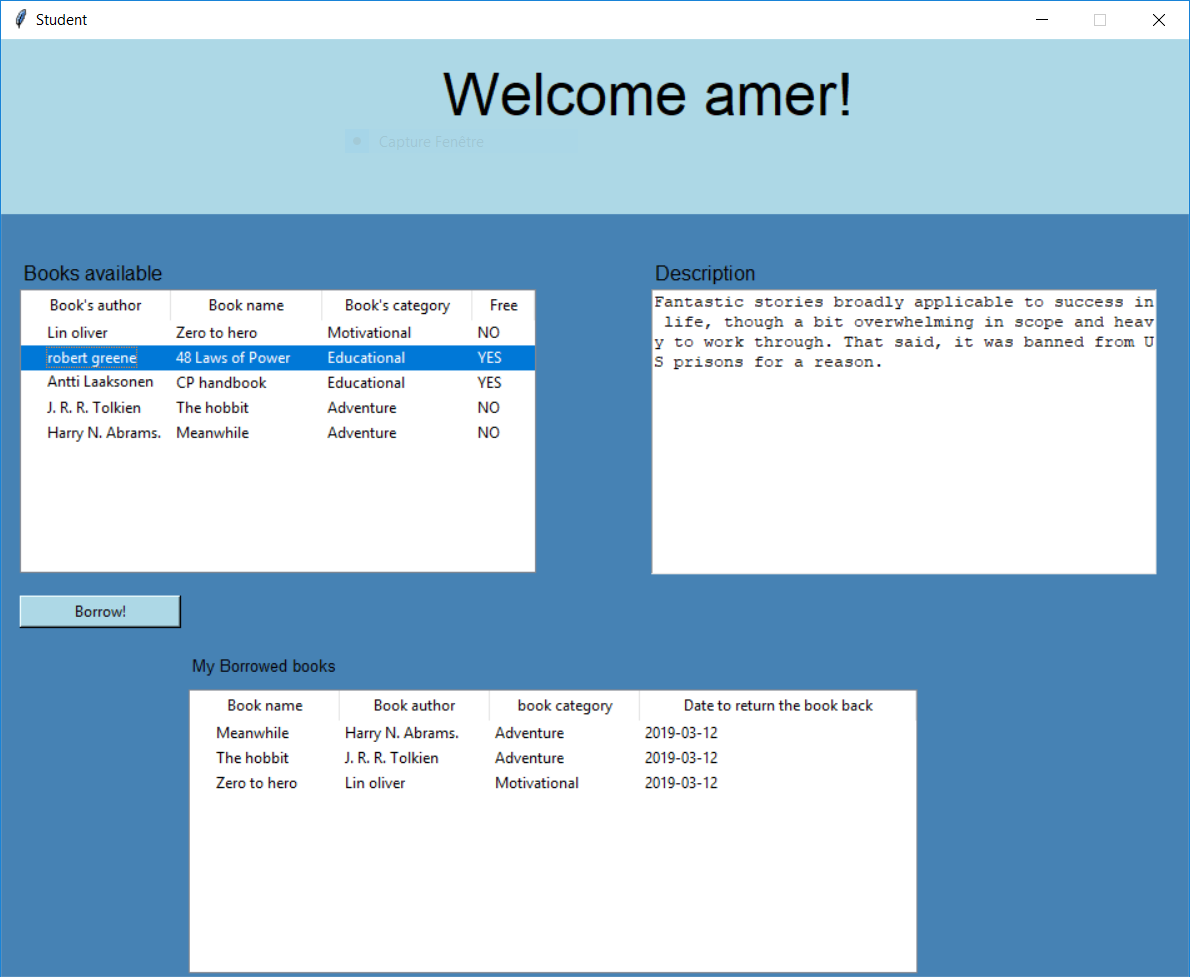 Student
Welcome amer!
Capture Fenêtre
Books available
Book's author Book name Book's category Free
Lin oliver Zero to hero Motivational NO
robert greene 48 Laws of Power Educational YES
Antti Laaksonen CP handbook Educational YES
J. R. R. Tolkien The hobbit Adventure NO
Harry N. Abrams. Meanwhile Adventure NO
Description
Fantastic stories broadly applicable to success in
life, though a bit overwhelming in scope and heav
y to work through. That said, it was banned from U
S prisons for a reason.
Borrow!
My Borrowed books
Book name Book author book category Date to return the book back
Meanwhile Harry N. Abrams. Adventure 2019-03-12
The hobbit J. R. R. Tolkien Adventure 2019-03-12
Zero to hero Lin oliver Motivational 2019-03-12